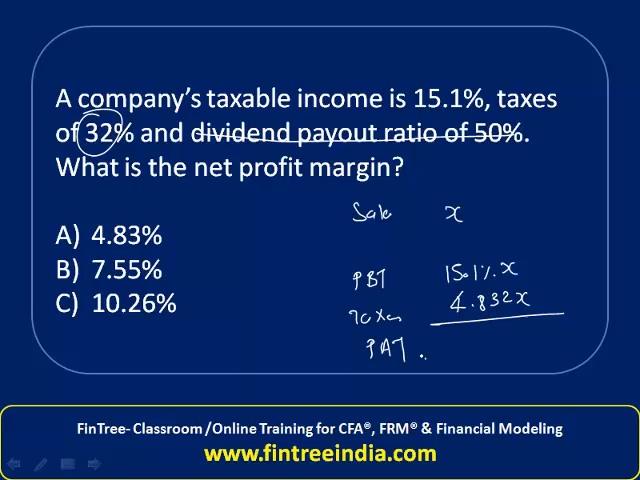 A company's taxable income is 15.1%, taxes
of 32% and dividend payout ratio of 50%.
What is the net profit margin?
Sales x
A) 4.83%
B) 7.55%
PBT 15.1%.x
C) 10.26%
Taxes 4.832x
PAT .
FinTree- Classroom /Online Training for CFA®, FRM® & Financial Modeling
www.fintreeindia.com